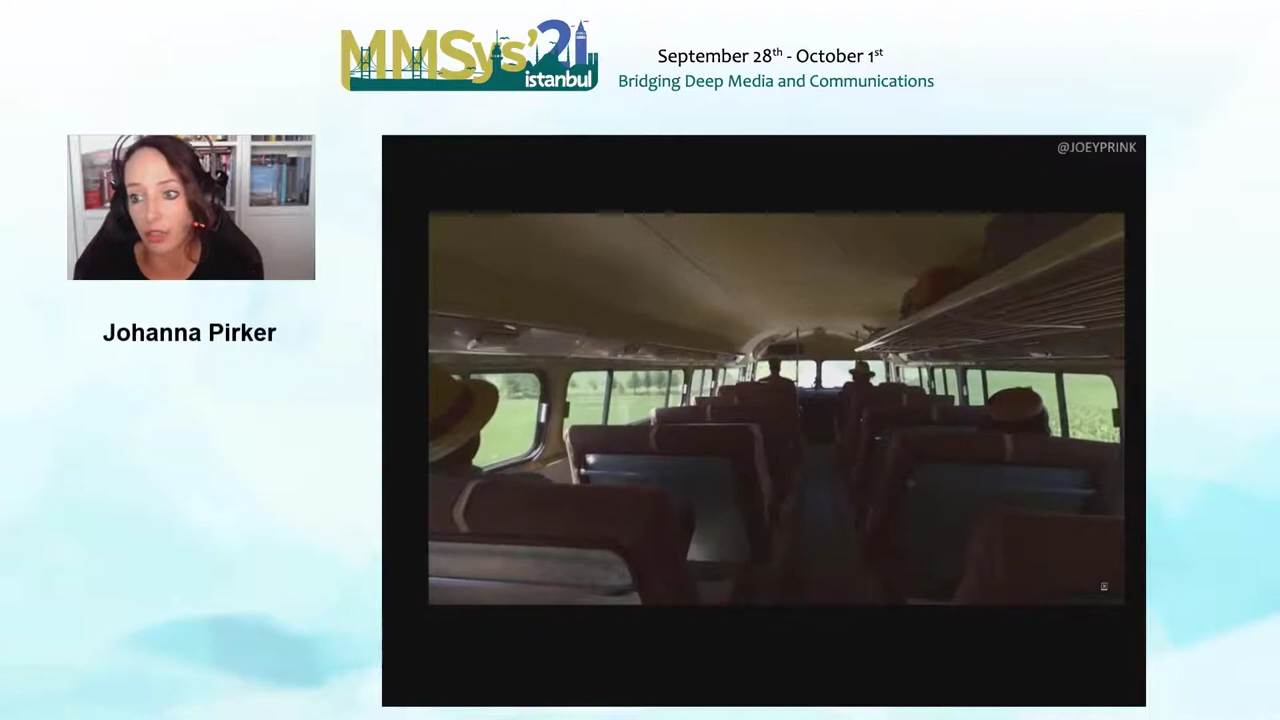 MMSys'21
istanbul
September 28th - October 1st
Bridging Deep Media and Communications
@JOEYPRINK
Johanna Pirker